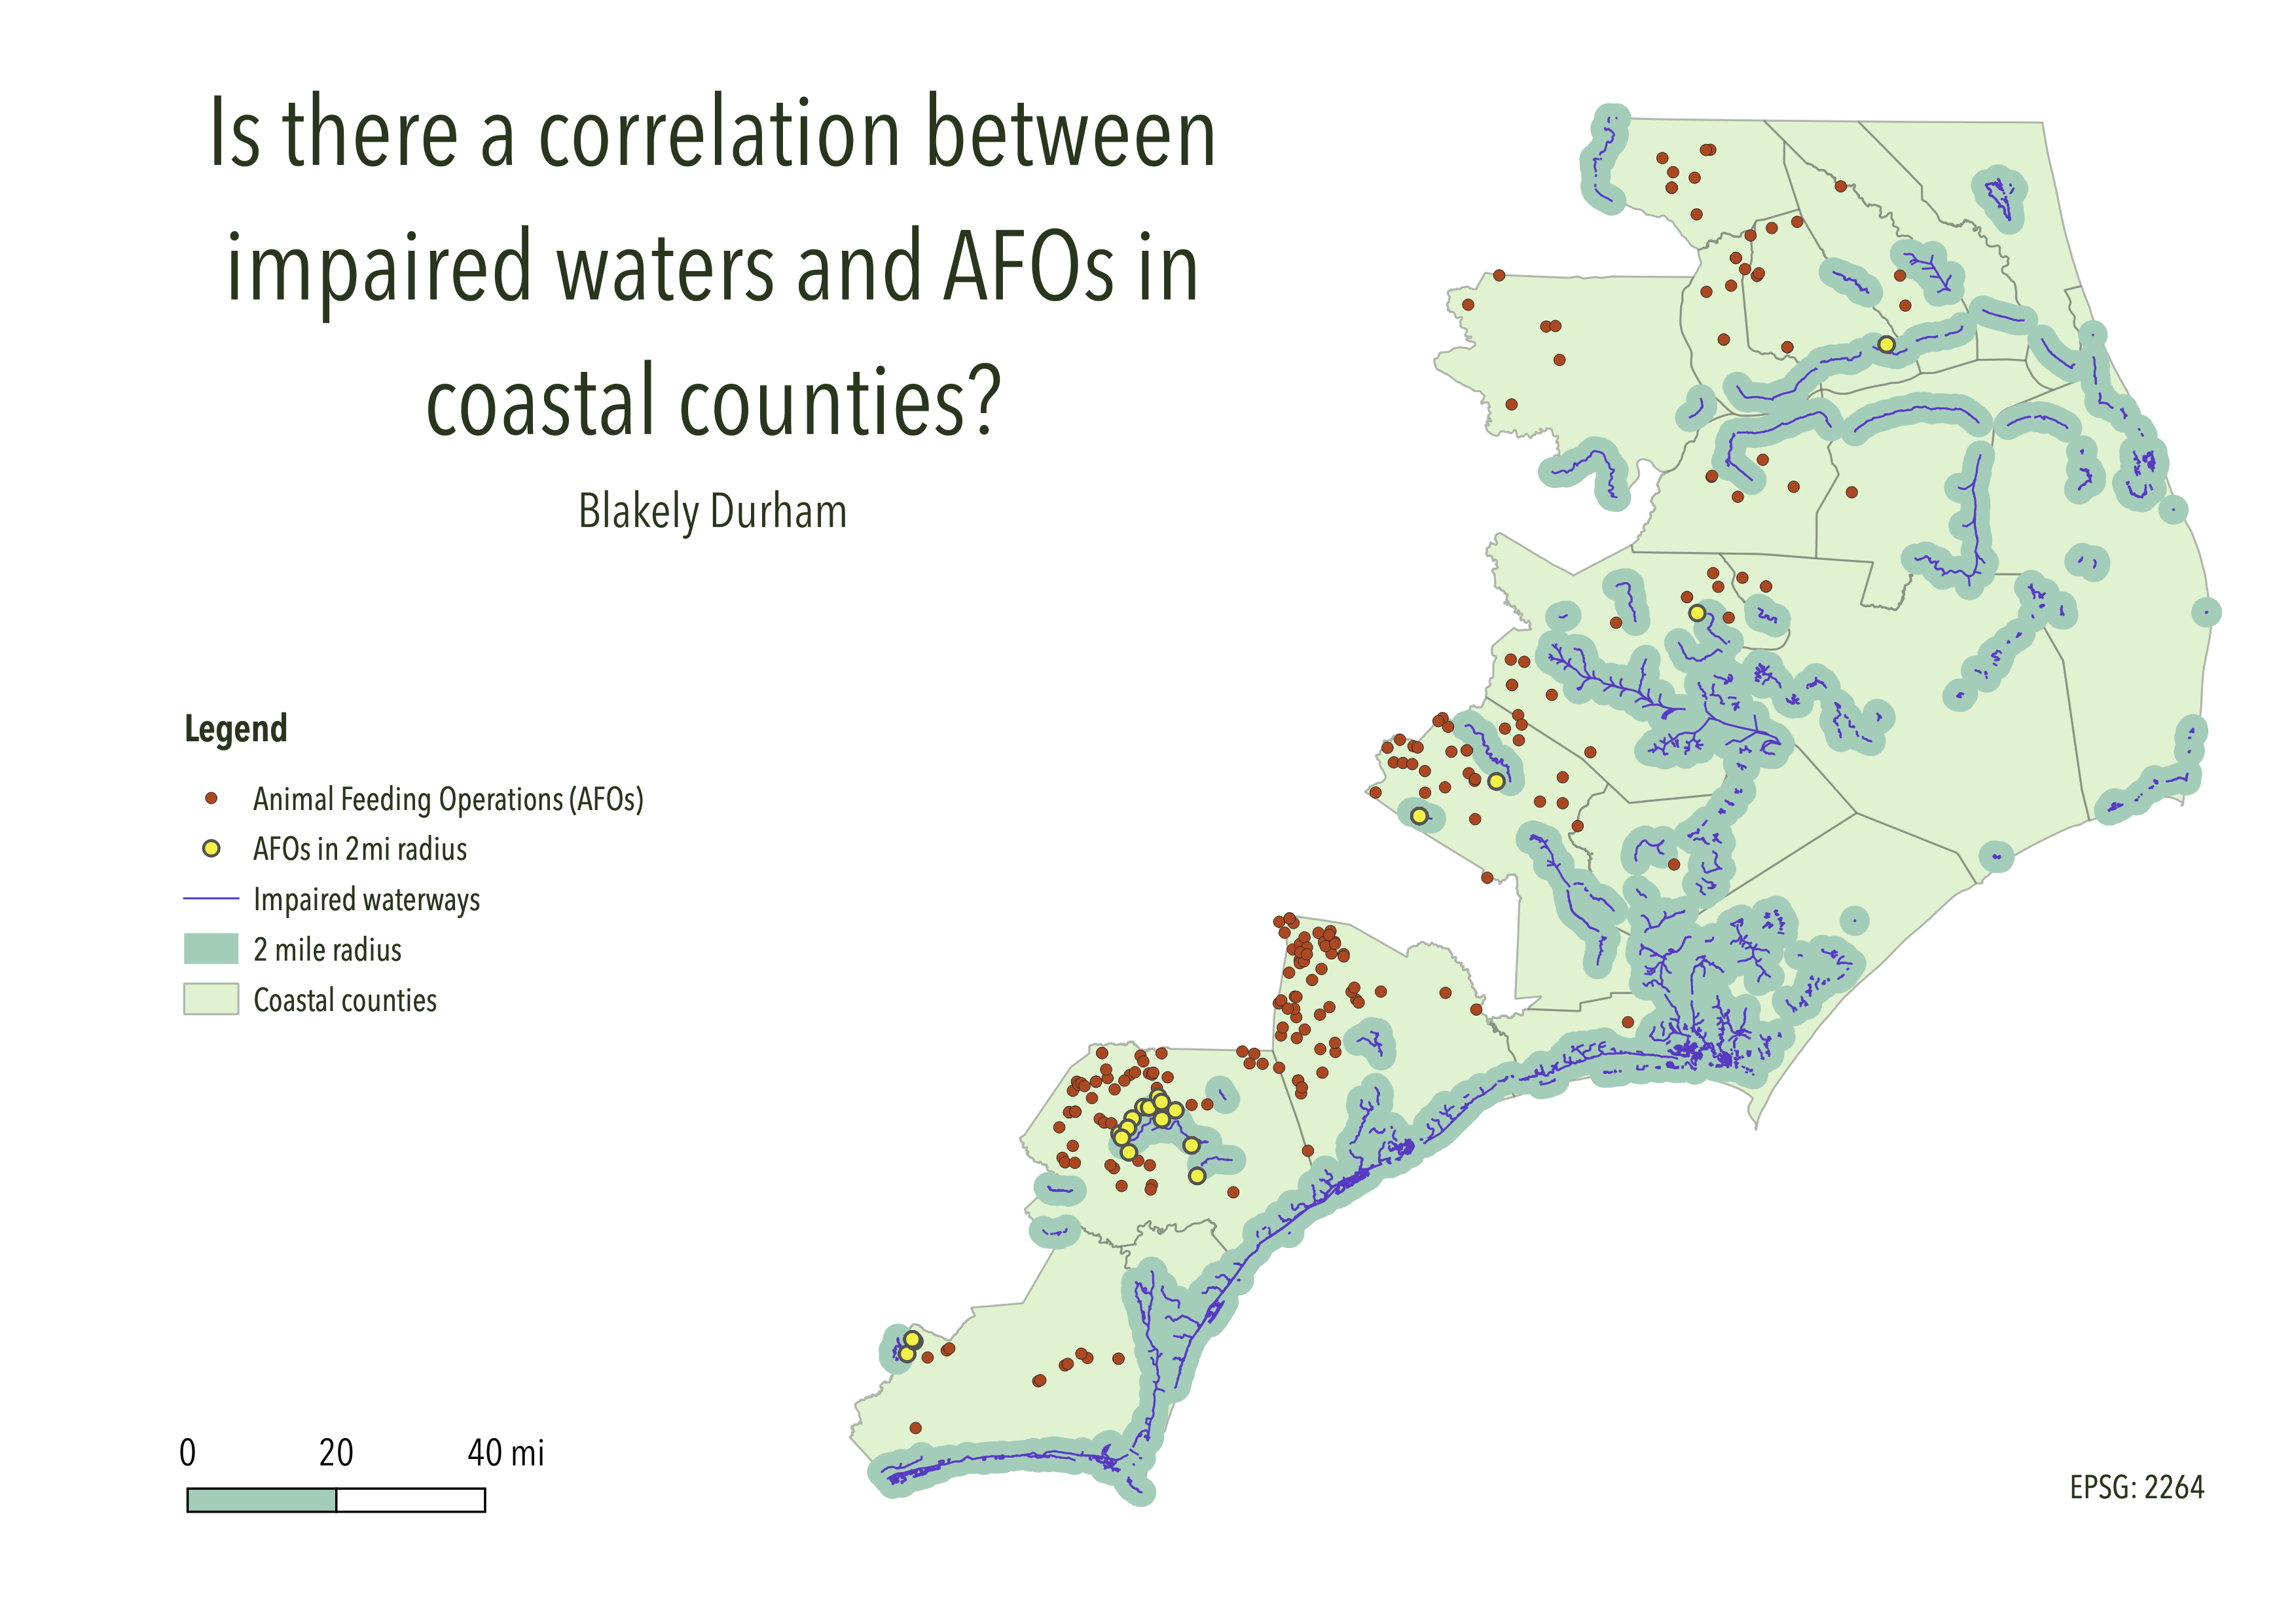 Is there a correlation between
impaired waters and AFOs in
coastal counties?
Blakely Durham
Legend
Animal Feeding Operations (AFOs)
AFOs in 2mi radius
Impaired waterways
2 mile radius
Coastal counties
0 20 40 mi
EPSG: 2264